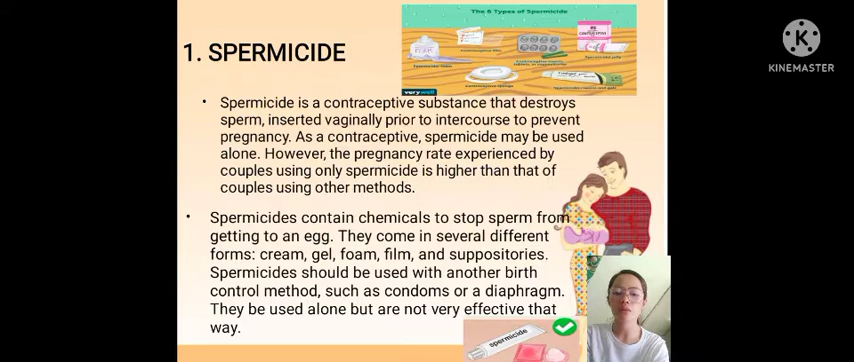 The 6 Types of Spermicide
1. SPERMICIDE
KINEMASTER
verywell
• Spermicide is a contraceptive substance that destroys
sperm, inserted vaginally prior to intercourse to prevent
pregnancy. As a contraceptive, spermicide may be used
alone. However, the pregnancy rate experienced by
couples using only spermicide is higher than that of
couples using other methods.
• Spermicides contain chemicals to stop sperm from
getting to an egg. They come in several different
forms: cream, gel, foam, film, and suppositories.
Spermicides should be used with another birth
control method, such as condoms or a diaphragm.
They be used alone but are not very effective that
way.
spermicide